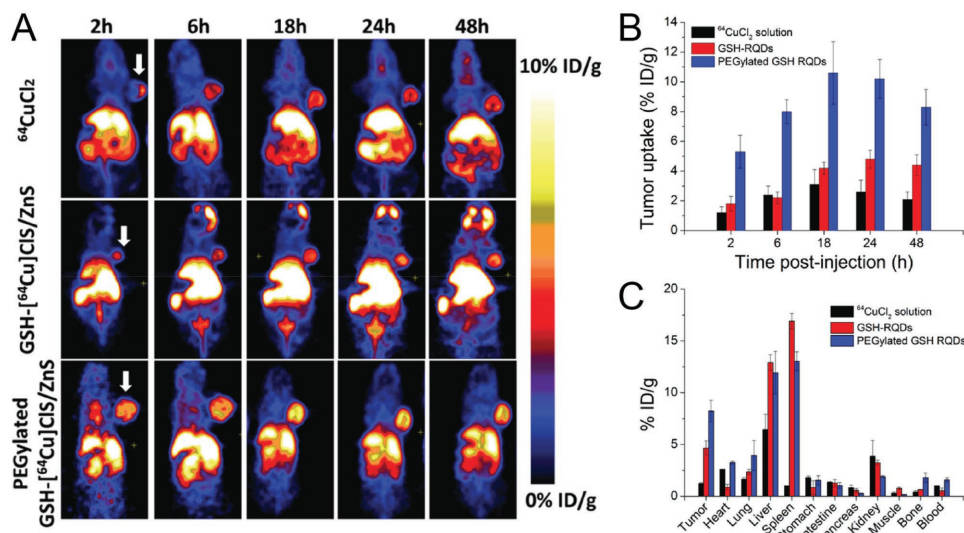 A
2h 6h 18h 24h 48h
⁶⁴CuCl₂
GSH-[⁶⁴Cu]CIS/ZnS
PEGylated
GSH-[⁶⁴Cu]CIS/ZnS
10% ID/g
0% ID/g
B
14
12
10
8
6
4
2
0
Tumor uptake (% ID/g)
⁶⁴CuCl₂ solution
GSH-RQDs
PEGylated GSH RQDs
2 6 18 24 48
Time post-injection (h)
C
20
15
10
5
0
% ID/g
⁶⁴CuCl₂ solution
GSH-RQDs
PEGylated GSH RQDs
Tumor
Heart
Lung
Liver
Spleen
Stomach
ntestine
ancreas
Kidney
Muscle
Bone
Blood